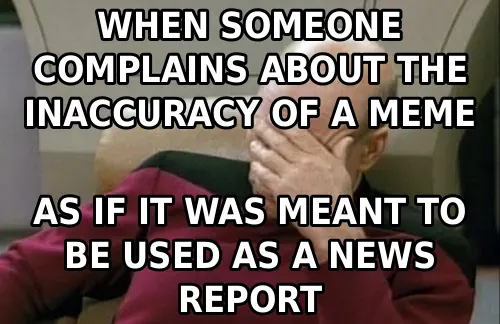 WHEN SOMEONE
COMPLAINS ABOUT THE
INACCURACY OF A MEME
AS IF IT WAS MEANT TO
BE USED AS A NEWS
REPORT